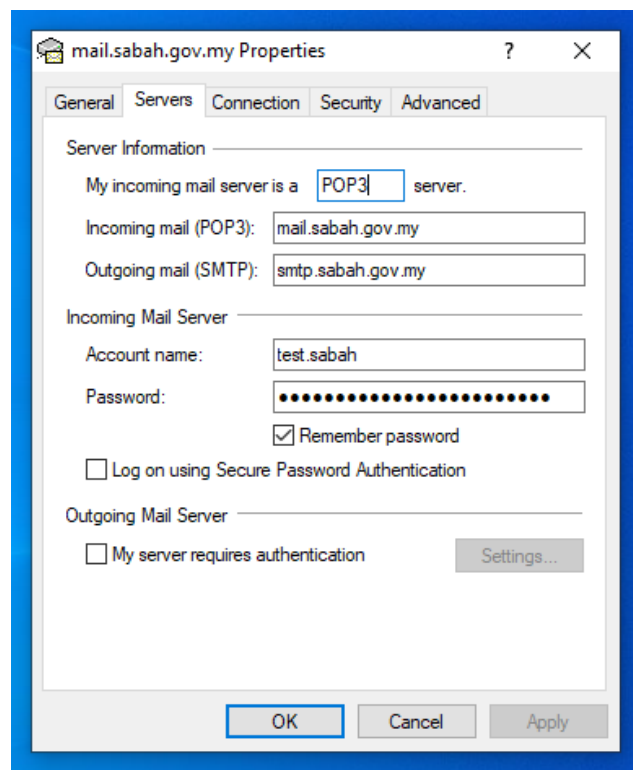 mail.sabah.gov.my Properties ?
General Servers Connection Security Advanced
Server Information
My incoming mail server is a POP3 server.
Incoming mail (POP3): mail.sabah.gov.my
Outgoing mail (SMTP): smtp.sabah.gov.my
Incoming Mail Server
Account name: test.sabah
Password: ••••••••••••••••••••••••
Remember password
Log on using Secure Password Authentication
Outgoing Mail Server
My server requires authentication Settings...
OK Cancel Apply